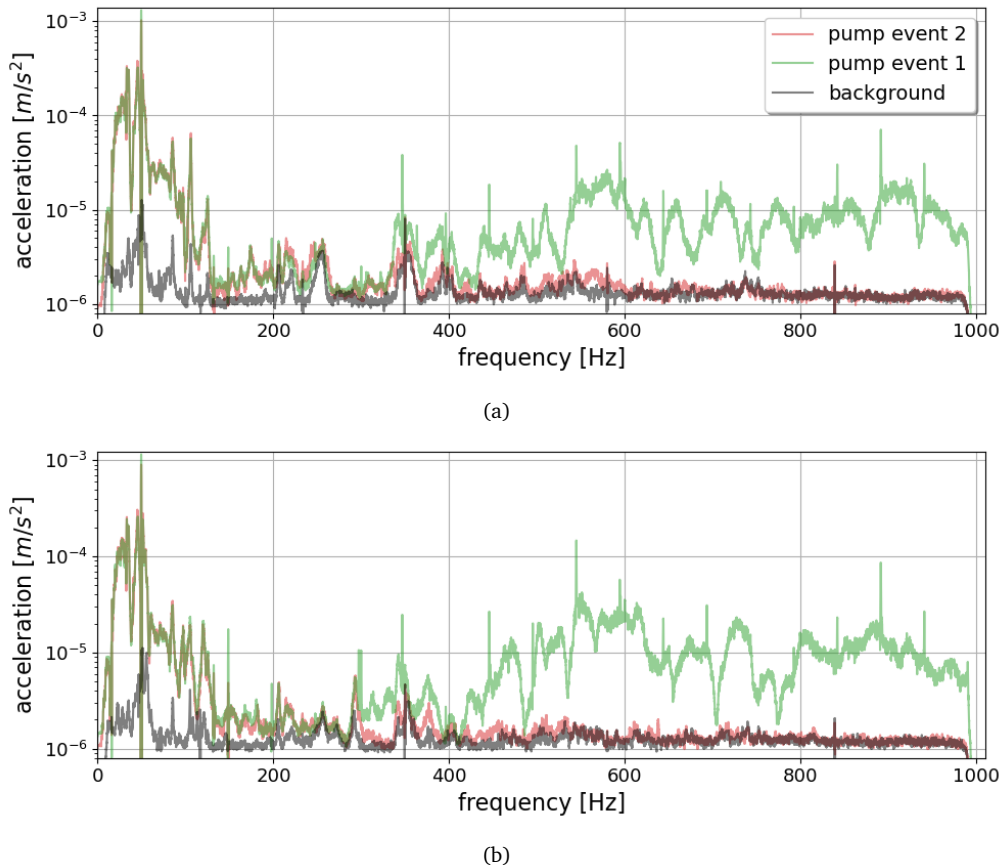 10⁻³
10⁻⁴
10⁻⁵
10⁻⁶
acceleration [m/s²]
pump event 2
pump event 1
background
0 200 400 600 800 1000
frequency [Hz]
(a)
10⁻³
10⁻⁴
10⁻⁵
10⁻⁶
acceleration [m/s²]
0 200 400 600 800 1000
frequency [Hz]
(b)